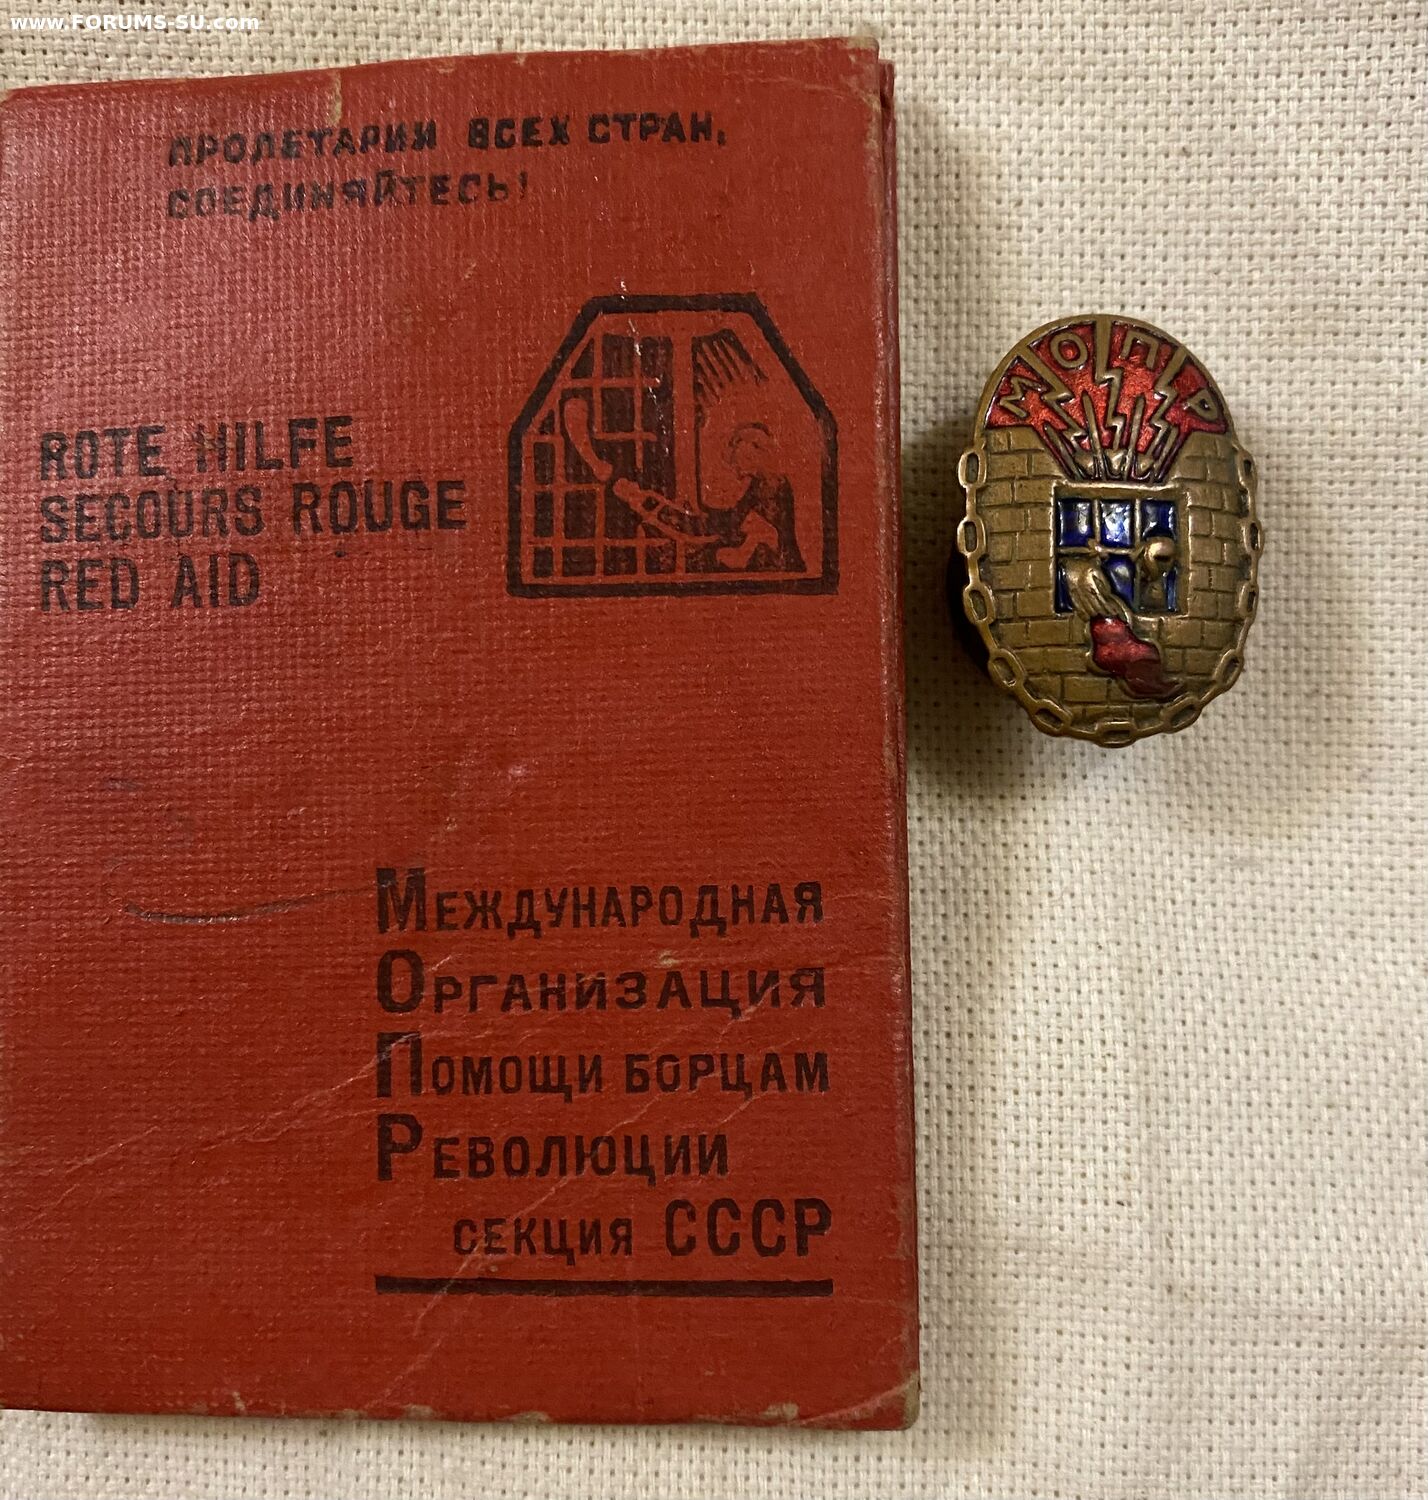 www.FORUMS-SU.com
ПРОЛЕТАРИИ ВСЕХ СТРАН,
СОЕДИНЯЙТЕСЬ!
ROTE HILFE
SECOURS ROUGE
RED AID
МЕЖДУНАРОДНАЯ
ОРГАНИЗАЦИЯ
ПОМОЩИ БОРЦАМ
РЕВОЛЮЦИИ
СЕКЦИЯ СССР
МОПР